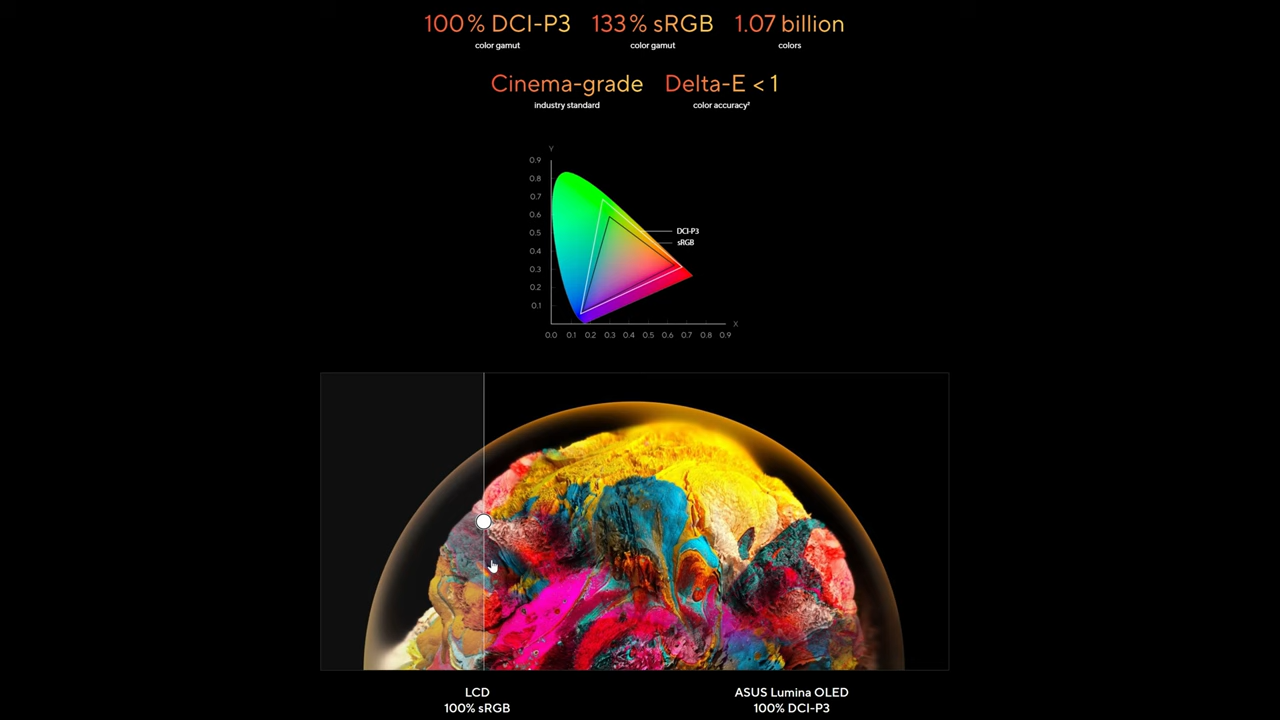 100% DCI-P3 133% sRGB 1.07 billion
color gamut color gamut colors
Cinema-grade Delta-E < 1
industry standard color accuracy²
Y
0.9
0.8
0.7
0.6
0.5
0.4
0.3
0.2
0.1
DCI-P3
sRGB
X
0.0 0.1 0.2 0.3 0.4 0.5 0.6 0.7 0.8 0.9
LCD
100% sRGB
ASUS Lumina OLED
100% DCI-P3